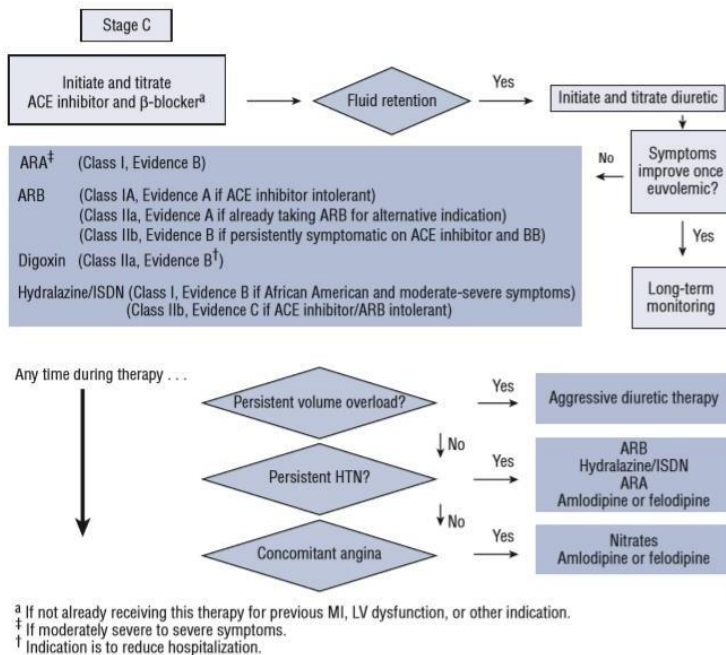 Stage C
Initiate and titrate
ACE inhibitor and β-blockerᵃ
Fluid retention
Yes
Initiate and titrate diuretic
ARA‡ (Class I, Evidence B)
ARB (Class IA, Evidence A if ACE inhibitor intolerant)
(Class IIa, Evidence A if already taking ARB for alternative indication)
(Class IIb, Evidence B if persistently symptomatic on ACE inhibitor and BB)
Digoxin (Class IIa, Evidence B†)
Hydralazine/ISDN (Class I, Evidence B if African American and moderate-severe symptoms)
(Class IIb, Evidence C if ACE inhibitor/ARB intolerant)
No
Symptoms
improve once
euvolemic?
Yes
Long-term
monitoring
Any time during therapy . . .
Persistent volume overload?
Yes
Aggressive diuretic therapy
No
Persistent HTN?
Yes
ARB
Hydralazine/ISDN
ARA
Amlodipine or felodipine
No
Concomitant angina
Yes
Nitrates
Amlodipine or felodipine
ᵃ If not already receiving this therapy for previous MI, LV dysfunction, or other indication.
‡ If moderately severe to severe symptoms.
† Indication is to reduce hospitalization.